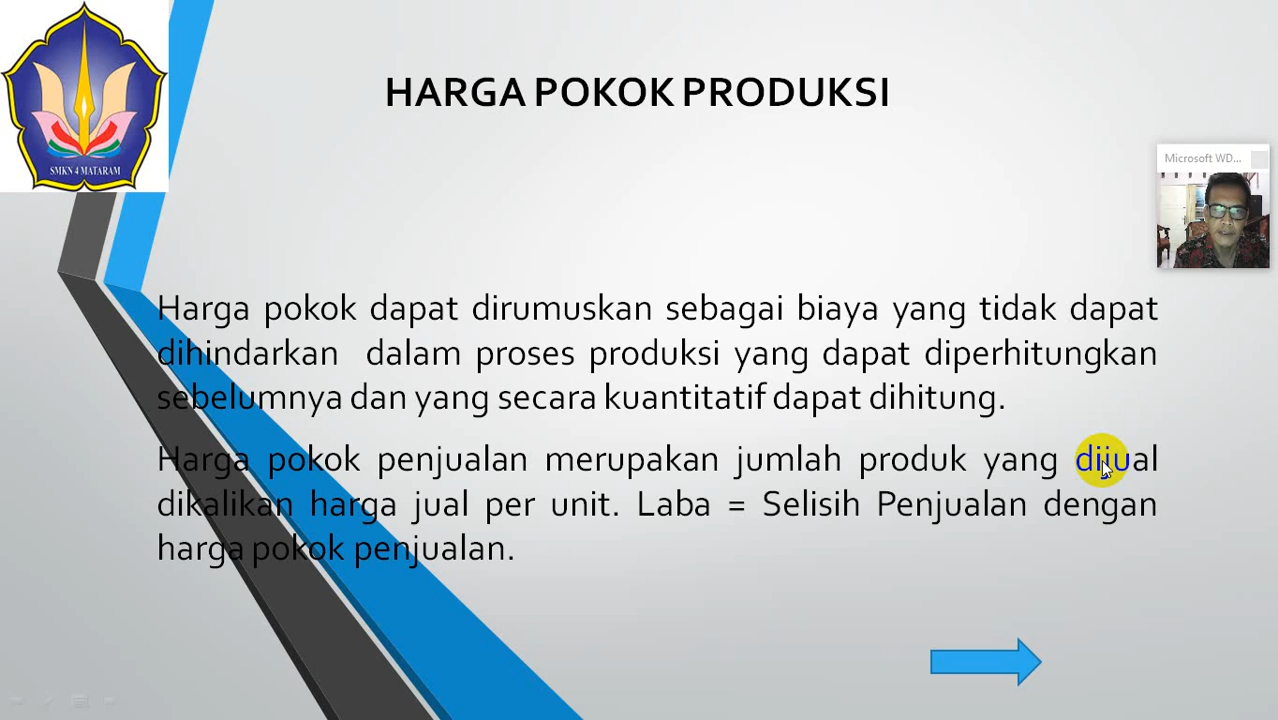 SMKN 4 MATARAM
HARGA POKOK PRODUKSI
Microsoft WD...
Harga pokok dapat dirumuskan sebagai biaya yang tidak dapat
dihindarkan dalam proses produksi yang dapat diperhitungkan
sebelumnya dan yang secara kuantitatif dapat dihitung.
Harga pokok penjualan merupakan jumlah produk yang dijual
dikalikan harga jual per unit. Laba = Selisih Penjualan dengan
harga pokok penjualan.